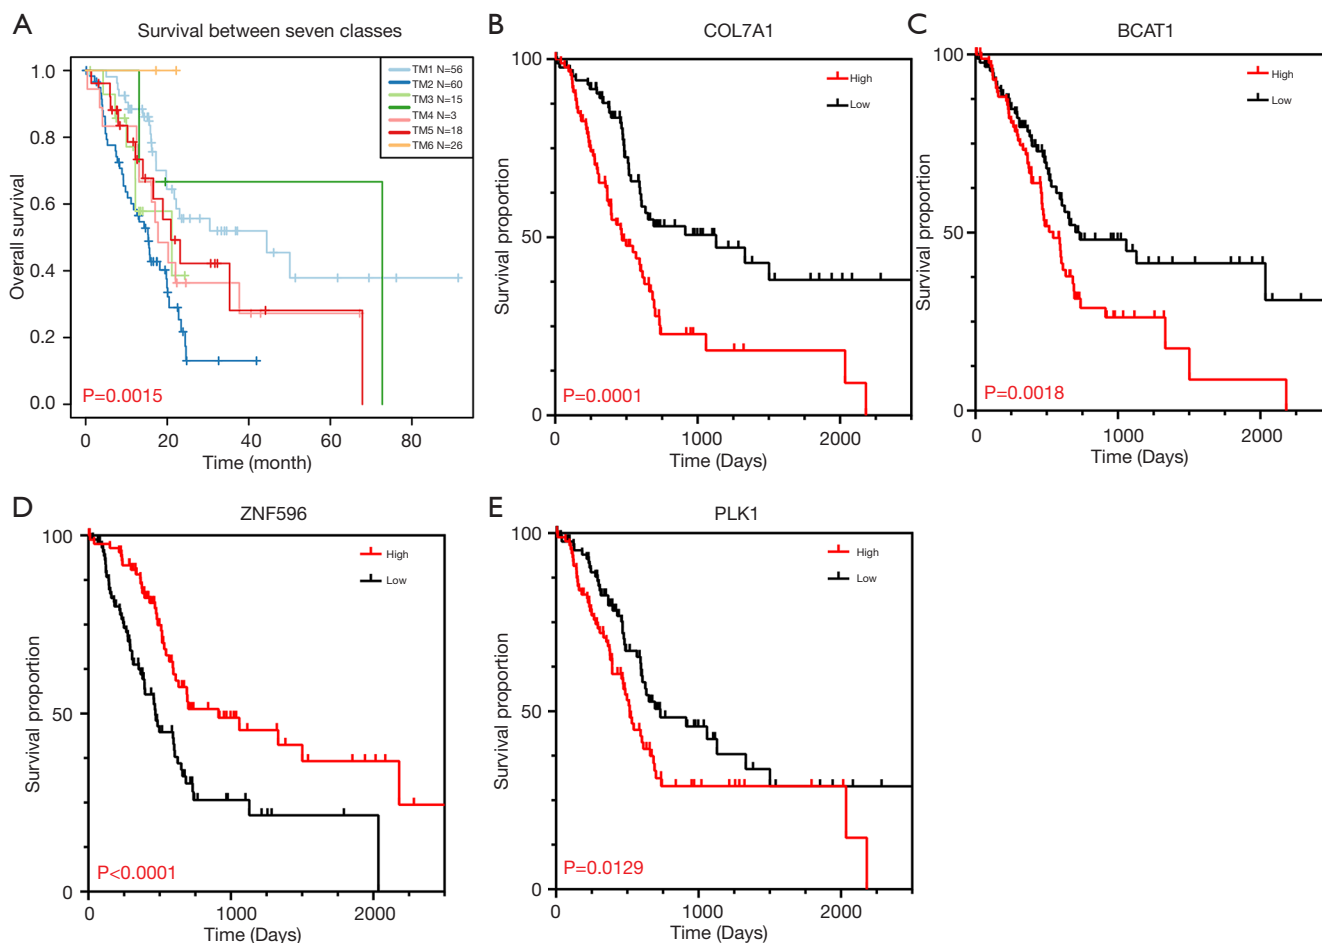 A
Survival between seven classes
Overall survival
1.0
0.8
0.6
0.4
0.2
0.0
TM1 N=56
TM2 N=60
TM3 N=15
TM4 N=3
TM5 N=18
TM6 N=26
P=0.0015
0
20
40
60
80
Time (month)
B
COL7A1
Survival proportion
100
50
0
High
Low
P=0.0001
0
1000
2000
Time (Days)
C
BCAT1
Survival proportion
100
50
0
High
Low
P=0.0018
0
1000
2000
Time (Days)
D
ZNF596
Survival proportion
100
50
0
High
Low
P<0.0001
0
1000
2000
Time (Days)
E
PLK1
Survival proportion
100
50
0
High
Low
P=0.0129
0
1000
2000
Time (Days)